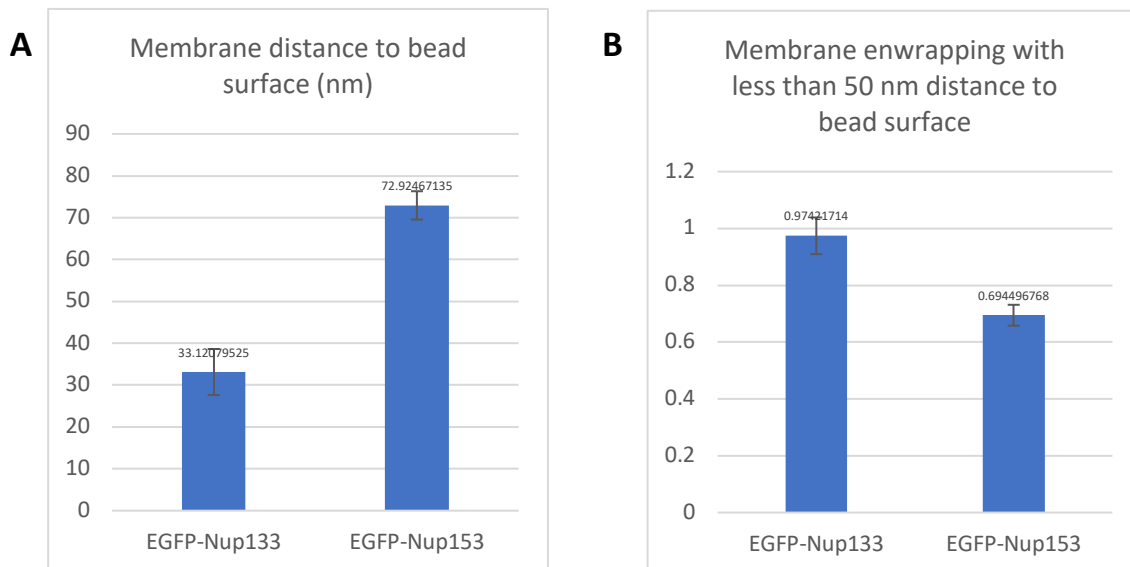 A
Membrane distance to bead
surface (nm)
90
80
70
60
50
40
30
20
10
0
33.12079525
72.92467135
EGFP-Nup133
EGFP-Nup153
B
Membrane enwrapping with
less than 50 nm distance to
bead surface
1.2
1
0.8
0.6
0.4
0.2
0
0.97421714
0.694496768
EGFP-Nup133
EGFP-Nup153